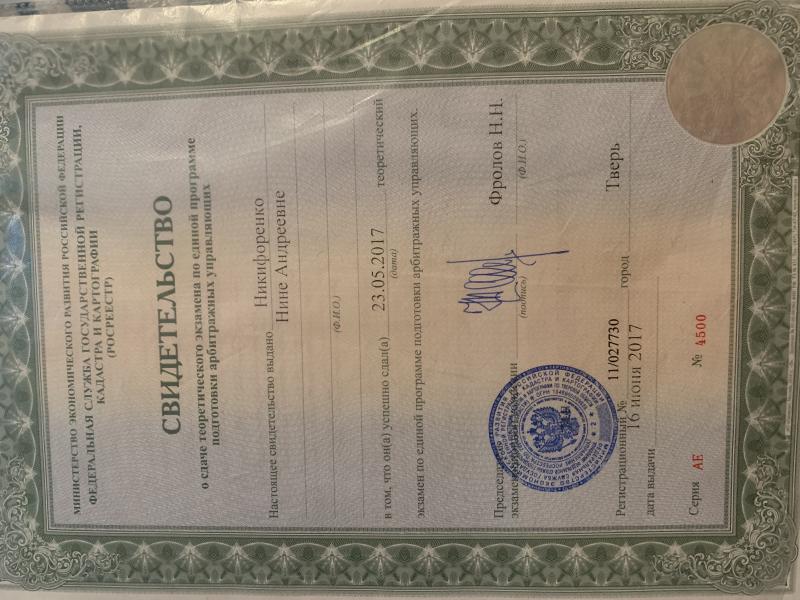 МИНИСТЕРСТВО ЭКОНОМИЧЕСКОГО РАЗВИТИЯ РОССИЙСКОЙ ФЕДЕРАЦИИ
ФЕДЕРАЛЬНАЯ СЛУЖБА ГОСУДАРСТВЕННОЙ РЕГИСТРАЦИИ,
КАДАСТРА И КАРТОГРАФИИ
(РОСРЕЕСТР)
СВИДЕТЕЛЬСТВО
о сдаче теоретического экзамена по единой программе
подготовки арбитражных управляющих
Настоящее свидетельство выдано Никифоренко
Нине Андреевне
(Ф.И.О.)
в том, что он(а) успешно сдал(а) 23.05.2017 теоретический
(дата)
экзамен по единой программе подготовки арбитражных управляющих.
Председа
экзамен Фролов Н.Н.
(подпись) (Ф.И.О.)
Регистрационный № 11/027730
16 июня 2017 город Тверь
дата выдачи
Серия АЕ № 4500